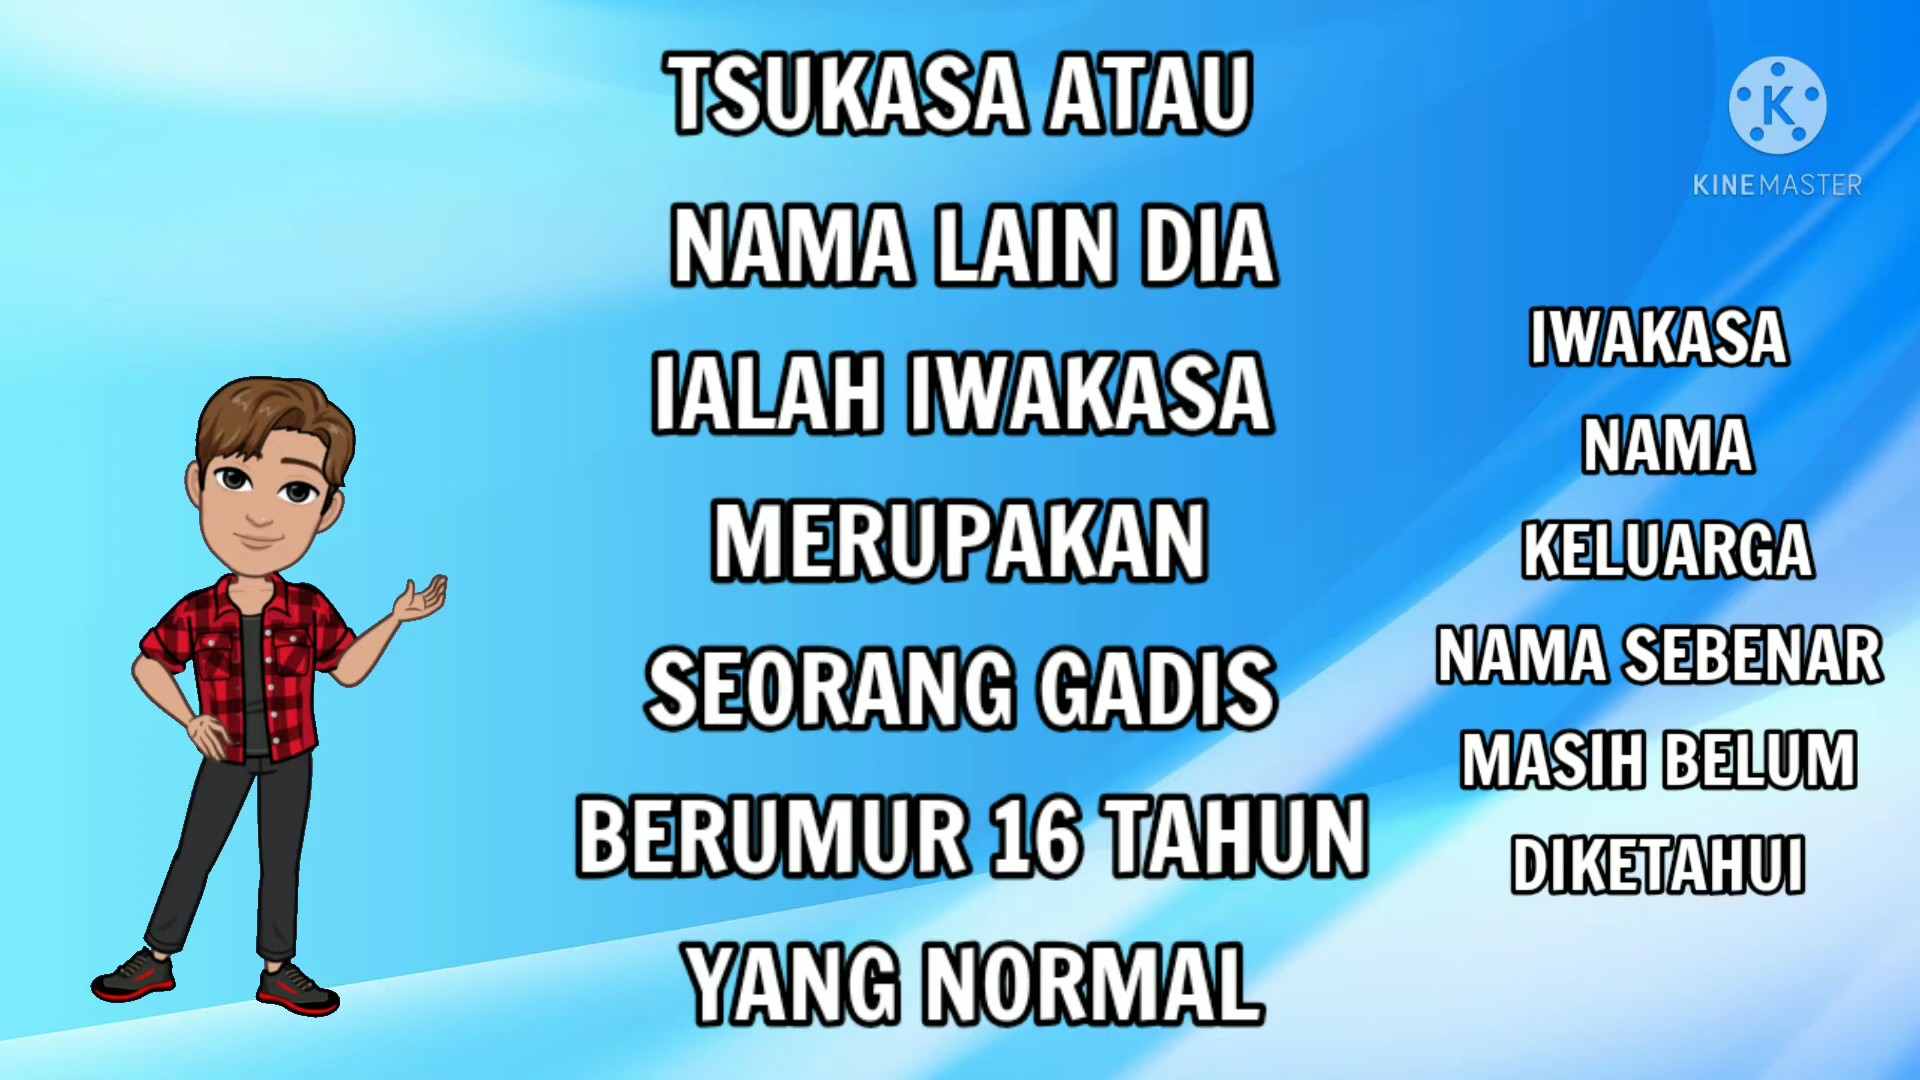 TSUKASA ATAU
NAMA LAIN DIA
IALAH IWAKASA
MERUPAKAN
SEORANG GADIS
BERUMUR 16 TAHUN
YANG NORMAL
IWAKASA
NAMA
KELUARGA
NAMA SEBENAR
MASIH BELUM
DIKETAHUI
K
KINEMASTER